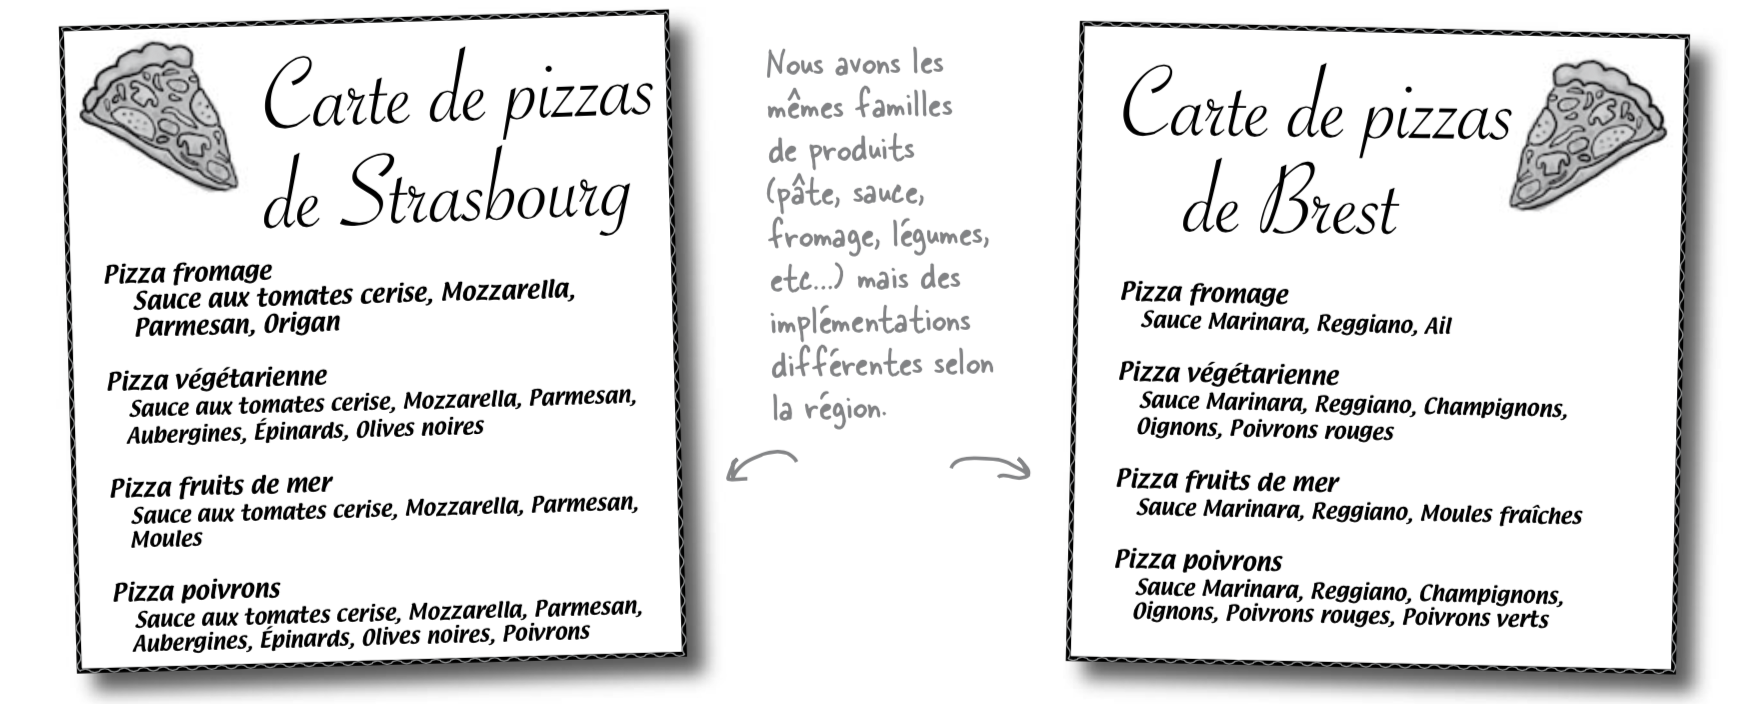 Carte de pizzas
de Strasbourg
Pizza fromage
Sauce aux tomates cerise, Mozzarella,
Parmesan, Origan
Pizza végétarienne
Sauce aux tomates cerise, Mozzarella, Parmesan,
Aubergines, Épinards, Olives noires
Pizza fruits de mer
Sauce aux tomates cerise, Mozzarella, Parmesan,
Moules
Pizza poivrons
Sauce aux tomates cerise, Mozzarella, Parmesan,
Aubergines, Épinards, Olives noires, Poivrons
Nous avons les
mêmes familles
de produits
(pâte, sauce,
fromage, légumes,
etc...) mais des
implémentations
différentes selon
la région.
Carte de pizzas
de Brest
Pizza fromage
Sauce Marinara, Reggiano, Ail
Pizza végétarienne
Sauce Marinara, Reggiano, Champignons,
Oignons, Poivrons rouges
Pizza fruits de mer
Sauce Marinara, Reggiano, Moules fraîches
Pizza poivrons
Sauce Marinara, Reggiano, Champignons,
Oignons, Poivrons rouges, Poivrons verts